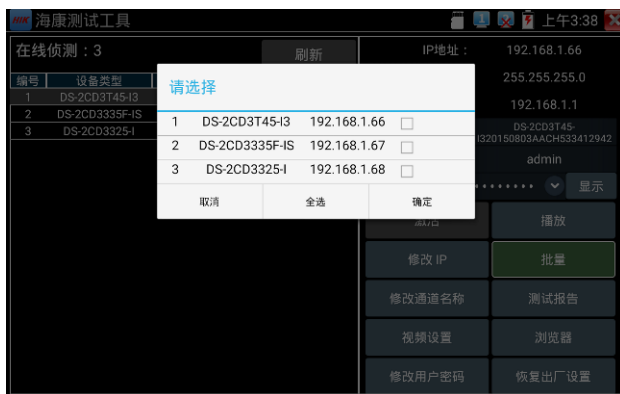 HIK 海康测试工具
1
上午3:38
在线侦测：3
刷新
编号 设备类型
1 DS-2CD3T45-I3
2 DS-2CD3335F-IS
3 DS-2CD3325-I
请选择
1 DS-2CD3T45-I3 192.168.1.66
2 DS-2CD3335F-IS 192.168.1.67
3 DS-2CD3325-I 192.168.1.68
取消 全选 确定
IP地址： 192.168.1.66
255.255.255.0
192.168.1.1
DS-2CD3T45-
I320150803AACH533412942
admin
显示
激活 播放
修改 IP 批量
修改通道名称 测试报告
视频设置 浏览器
修改用户密码 恢复出厂设置